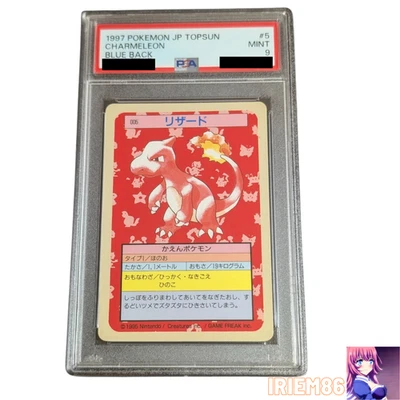 1997 POKEMON JP TOPSUN #5
CHARMELEON MINT
BLUE BACK 9
PSA
リザード
かえんポケモン
タイプ/ほのお
たかさ/1.1メートル おもさ/19キログラム
おもなわざ/ひっかく・なきごえ
ひのこ
しっぽをふりまわしてあいてをなぎたおし、す
るどいツメでズタズタにひきさいてしまう。
© 1995 Nintendo / Creatures inc. / GAME FREAK inc.
IRIEM86